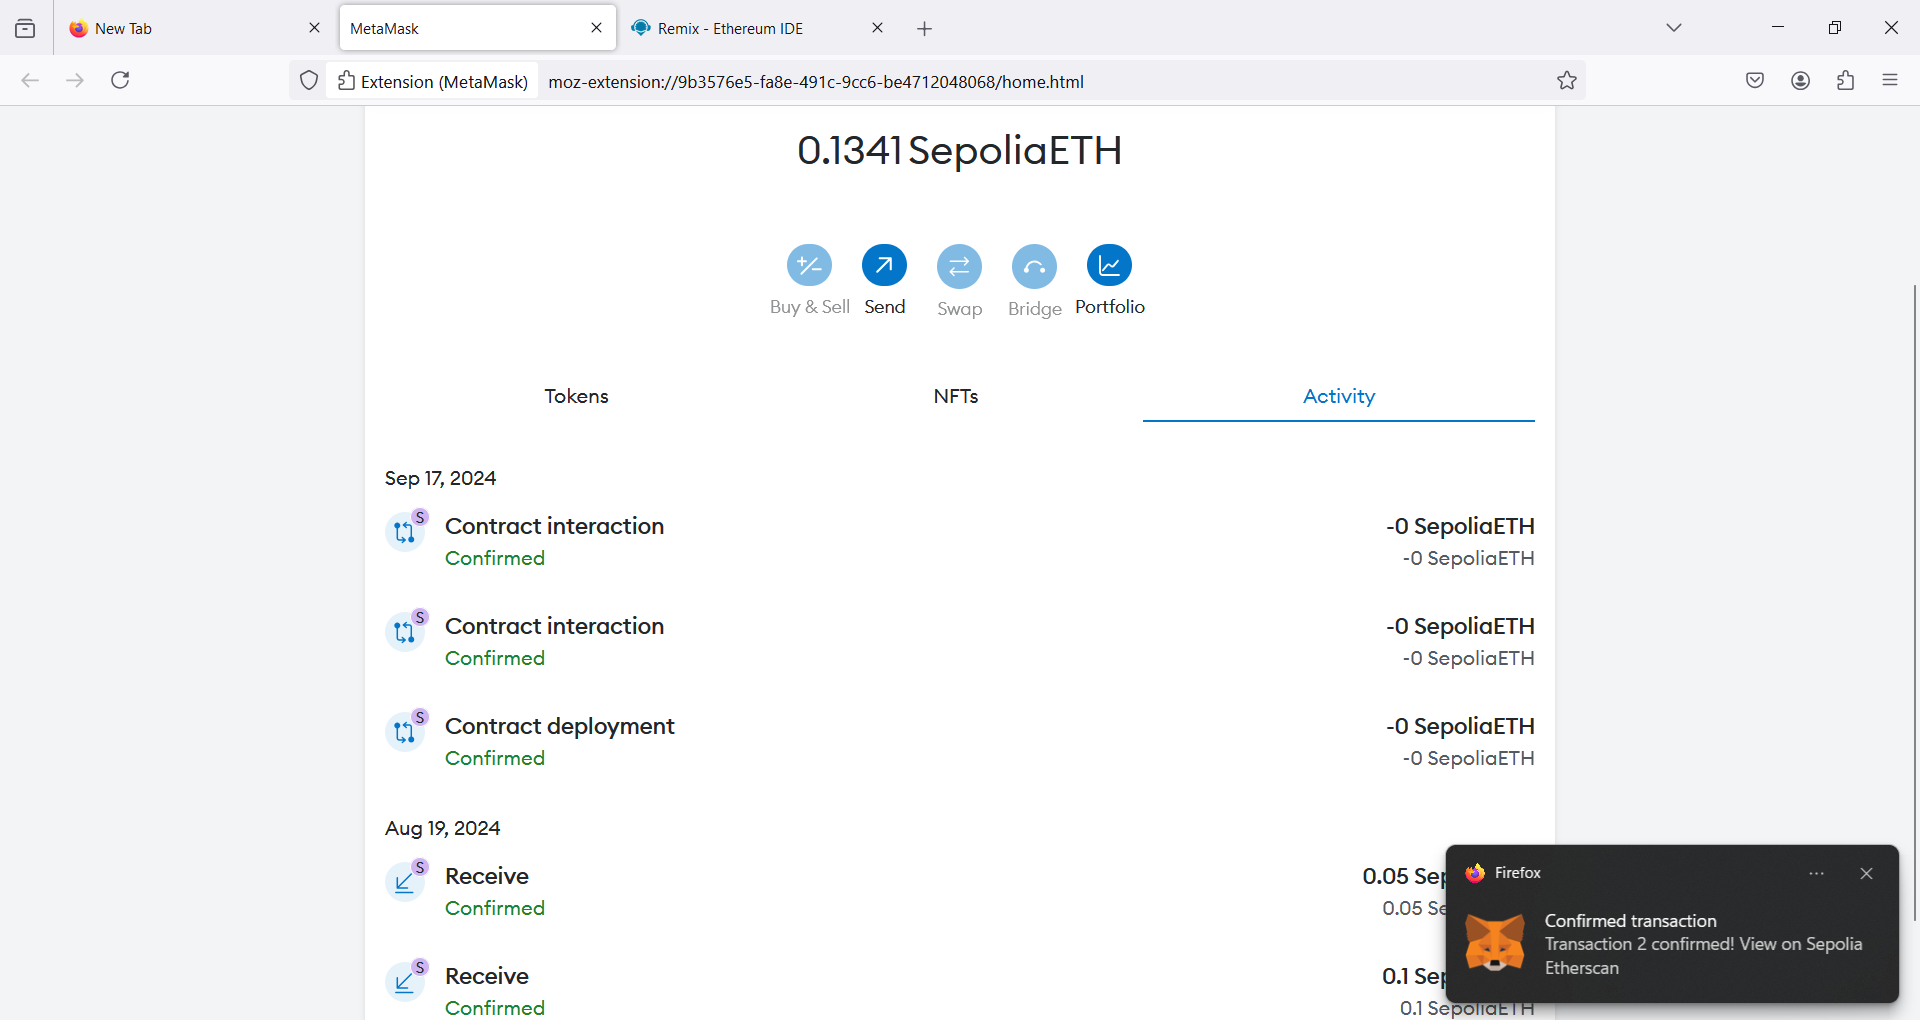 New Tab
MetaMask
Remix - Ethereum IDE
Extension (MetaMask)
moz-extension://9b3576e5-fa8e-491c-9cc6-be4712048068/home.html
0.1341 SepoliaETH
Buy & Sell
Send
Swap
Bridge
Portfolio
Tokens
NFTs
Activity
Sep 17, 2024
S
Contract interaction
-0 SepoliaETH
Confirmed
-0 SepoliaETH
S
Contract interaction
-0 SepoliaETH
Confirmed
-0 SepoliaETH
S
Contract deployment
-0 SepoliaETH
Confirmed
-0 SepoliaETH
Aug 19, 2024
S
Receive
0.05 Sep
Confirmed
0.05 Se
S
Receive
0.1 Sep
Confirmed
0.1 SepoliaETH
Firefox
Confirmed transaction
Transaction 2 confirmed! View on Sepolia
Etherscan